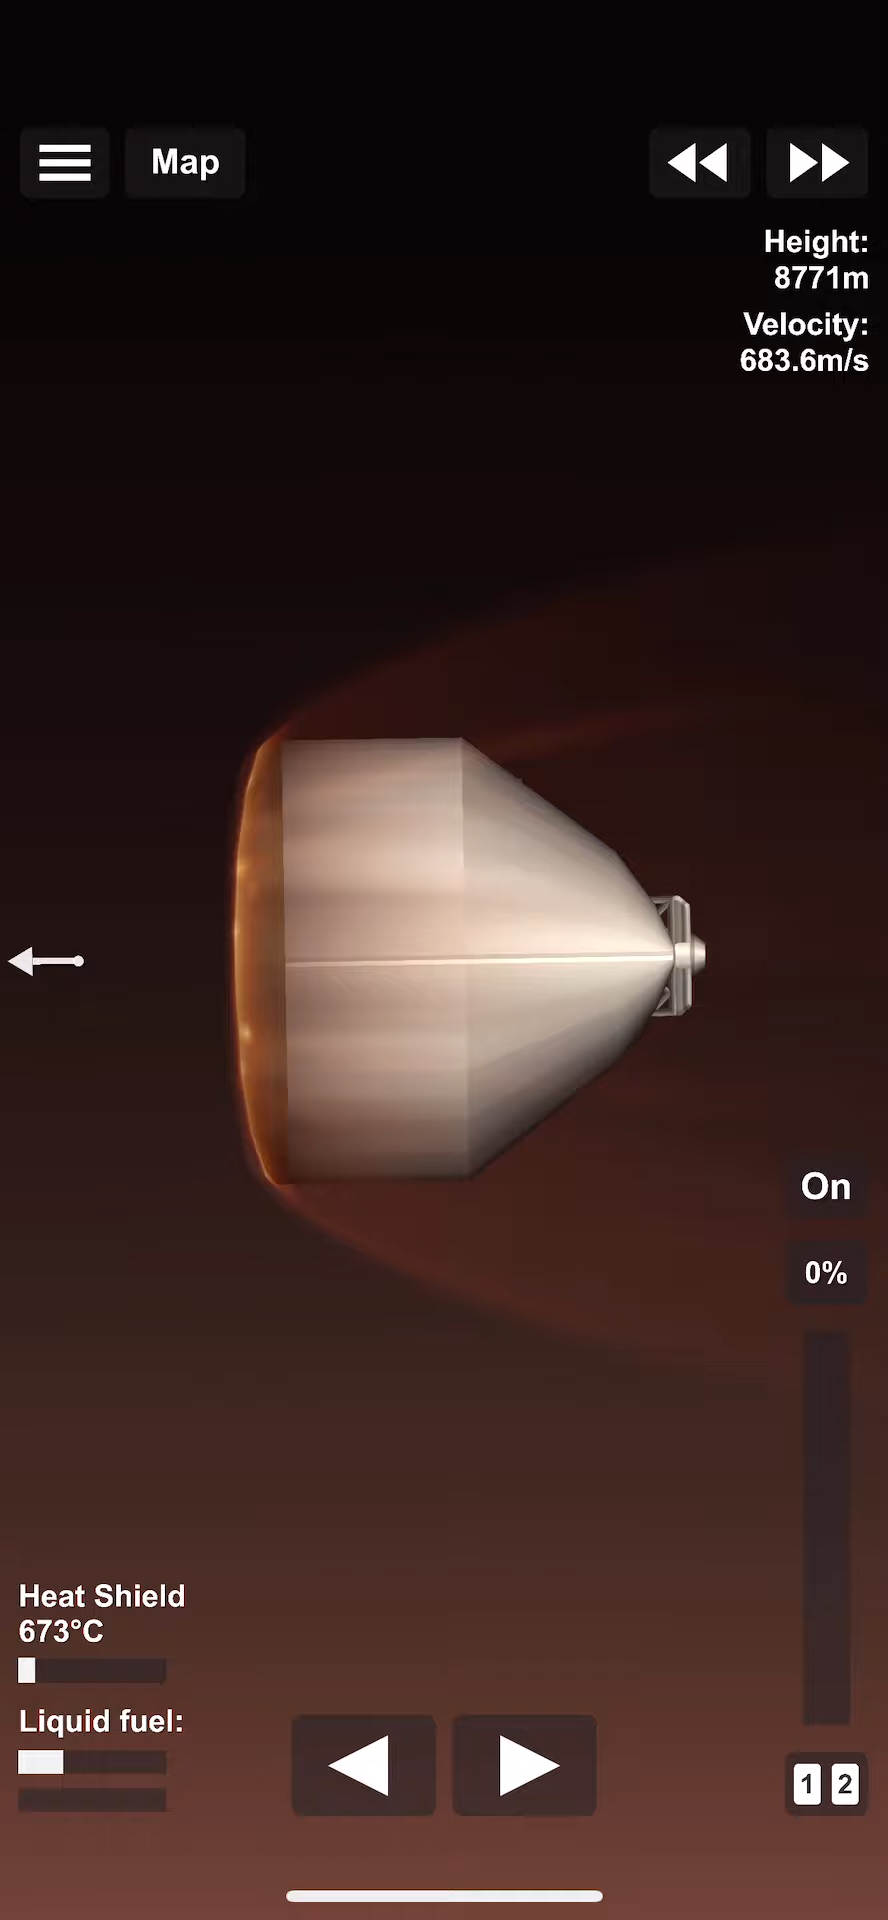 Map
Height:
8771m
Velocity:
683.6m/s
On
0%
Heat Shield
673°C
Liquid fuel:
1 2